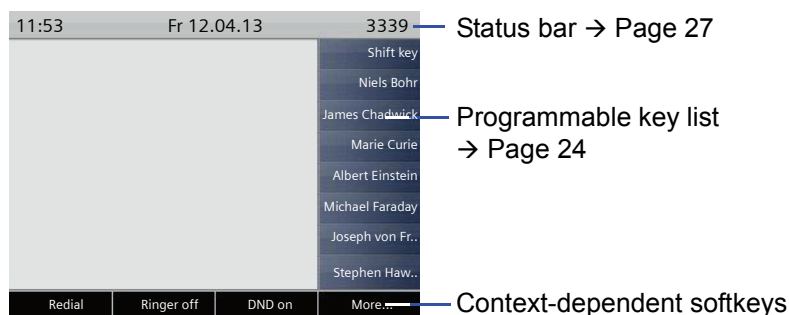 11:53 Fr 12.04.13 3339
Status bar → Page 27
Shift key
Niels Bohr
James Chadwick
Programmable key list
→ Page 24
Marie Curie
Albert Einstein
Michael Faraday
Joseph von Fr..
Stephen Haw..
Redial Ringer off DND on More...
Context-dependent softkeys